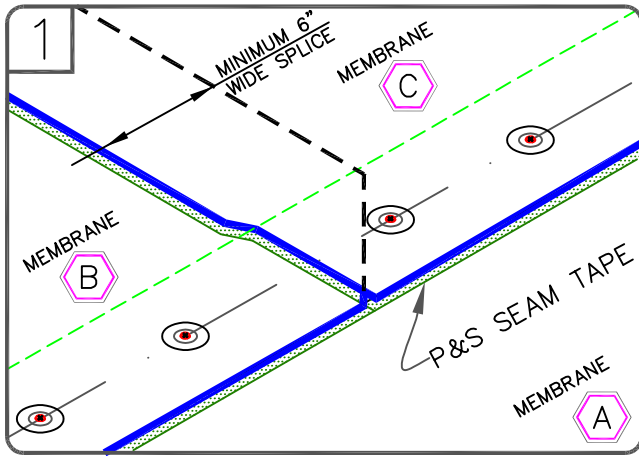 1
MINIMUM 6"
WIDE SPLICE
MEMBRANE
C
MEMBRANE
B
P&S SEAM TAPE
MEMBRANE
A